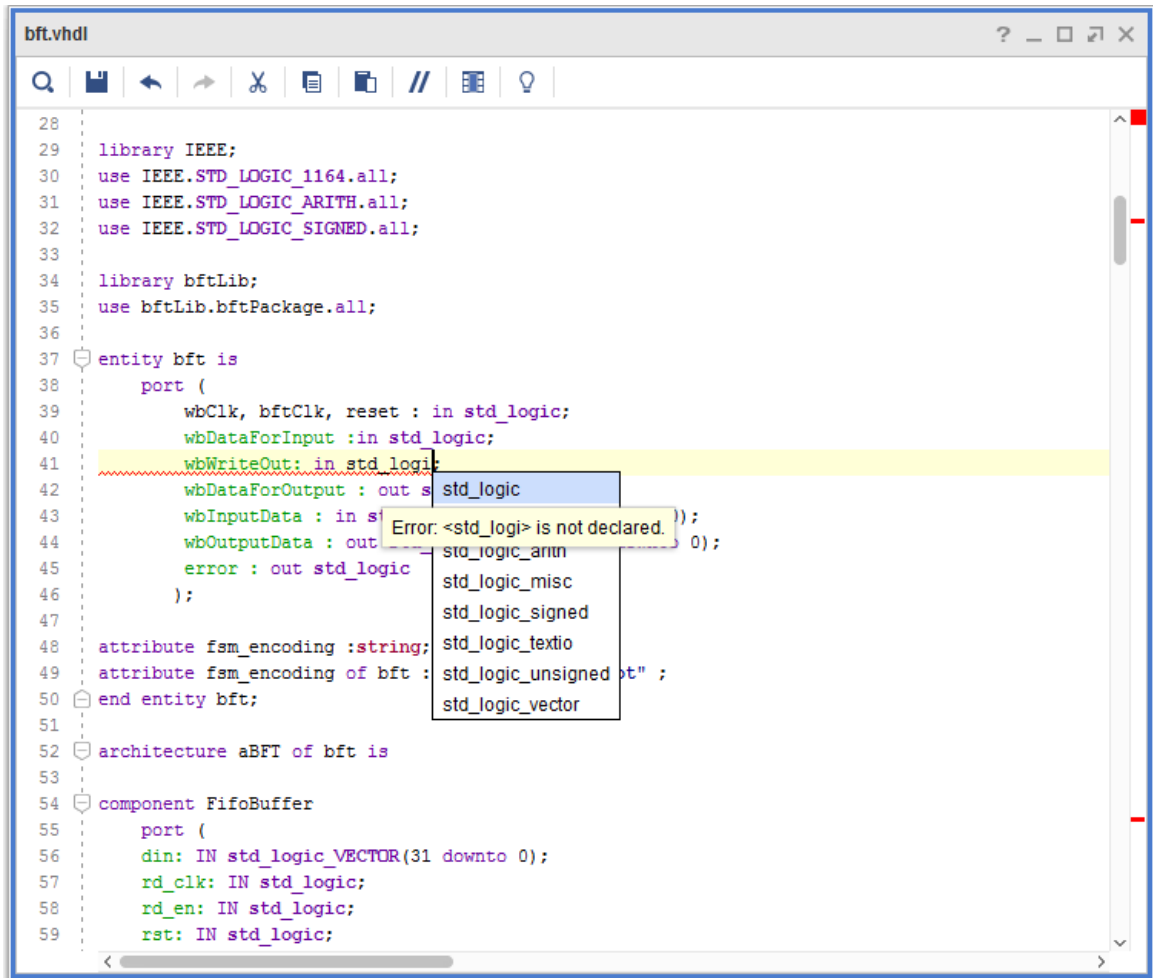 bft.vhdl
28
29 library IEEE;
30 use IEEE.STD_LOGIC_1164.all;
31 use IEEE.STD_LOGIC_ARITH.all;
32 use IEEE.STD_LOGIC_SIGNED.all;
33
34 library bftLib;
35 use bftLib.bftPackage.all;
36
37 entity bft is
38 port (
39 wbClk, bftClk, reset : in std_logic;
40 wbDataForInput :in std_logic;
41 wbWriteOut: in std_logi;
42 wbDataForOutput : out s
std_logic
43 wbInputData : in st
Error: <std_logi> is not declared.
);
44 wbOutputData : out
std_logic_arith
0);
45 error : out std_logic
std_logic_misc
46 );
std_logic_signed
47
48 attribute fsm_encoding :string;
std_logic_textio
49 attribute fsm_encoding of bft :
std_logic_unsigned
" ;
50 end entity bft;
std_logic_vector
51
52 architecture aBFT of bft is
53
54 component FifoBuffer
55 port (
56 din: IN std_logic_VECTOR(31 downto 0);
57 rd_clk: IN std_logic;
58 rd_en: IN std_logic;
59 rst: IN std_logic;